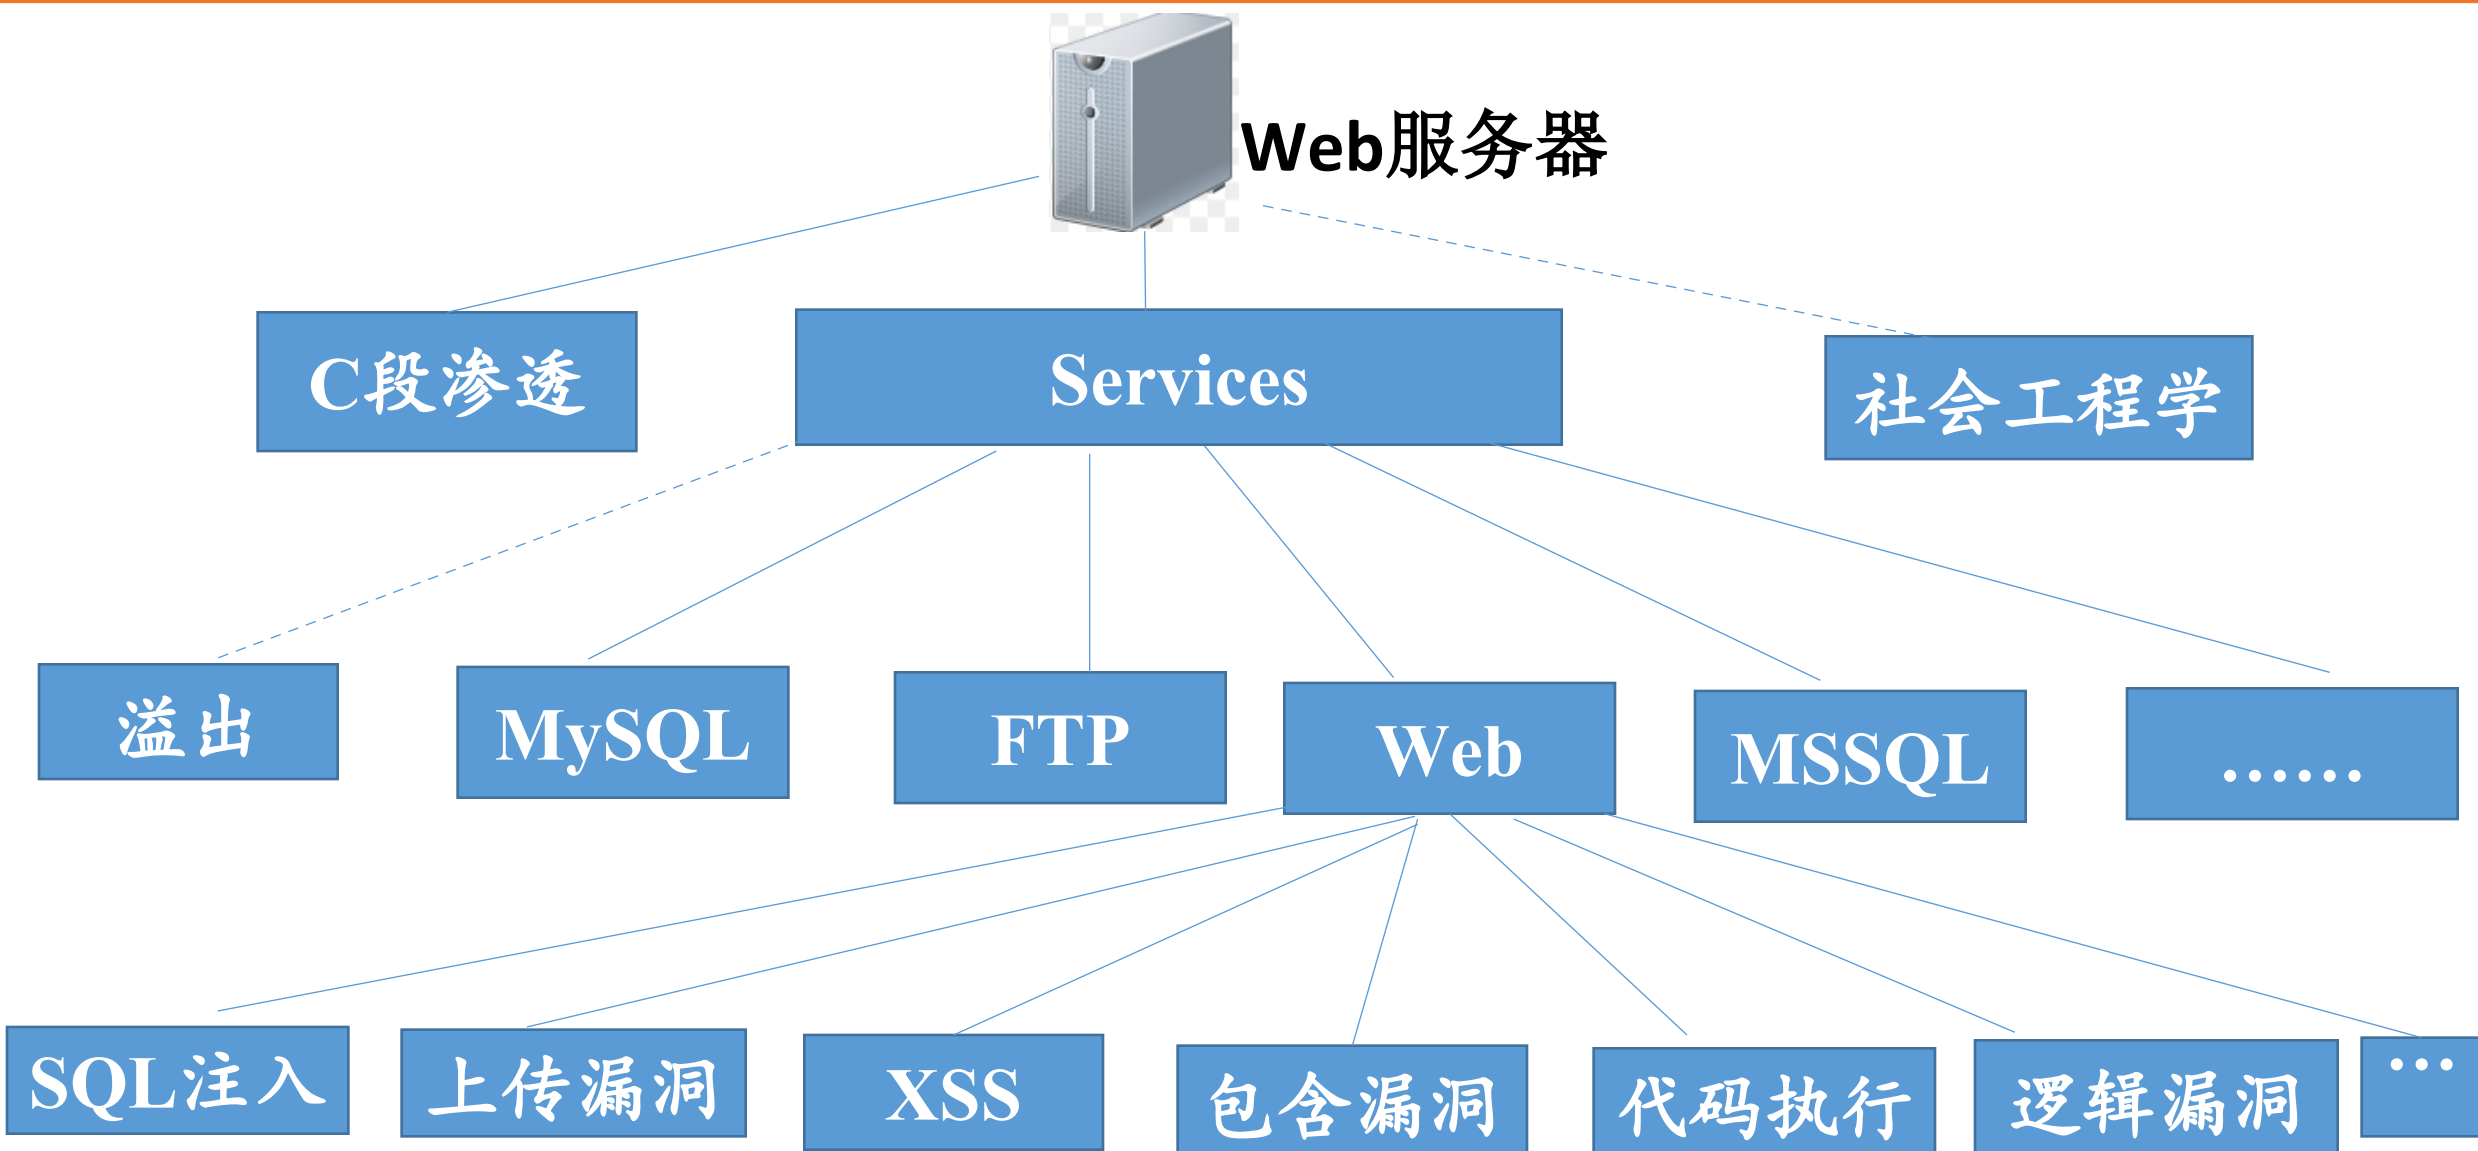 Web服务器
C段渗透
Services
社会工程学
溢出
MySQL
FTP
Web
MSSQL
……
SQL注入
上传漏洞
XSS
包含漏洞
代码执行
逻辑漏洞
…